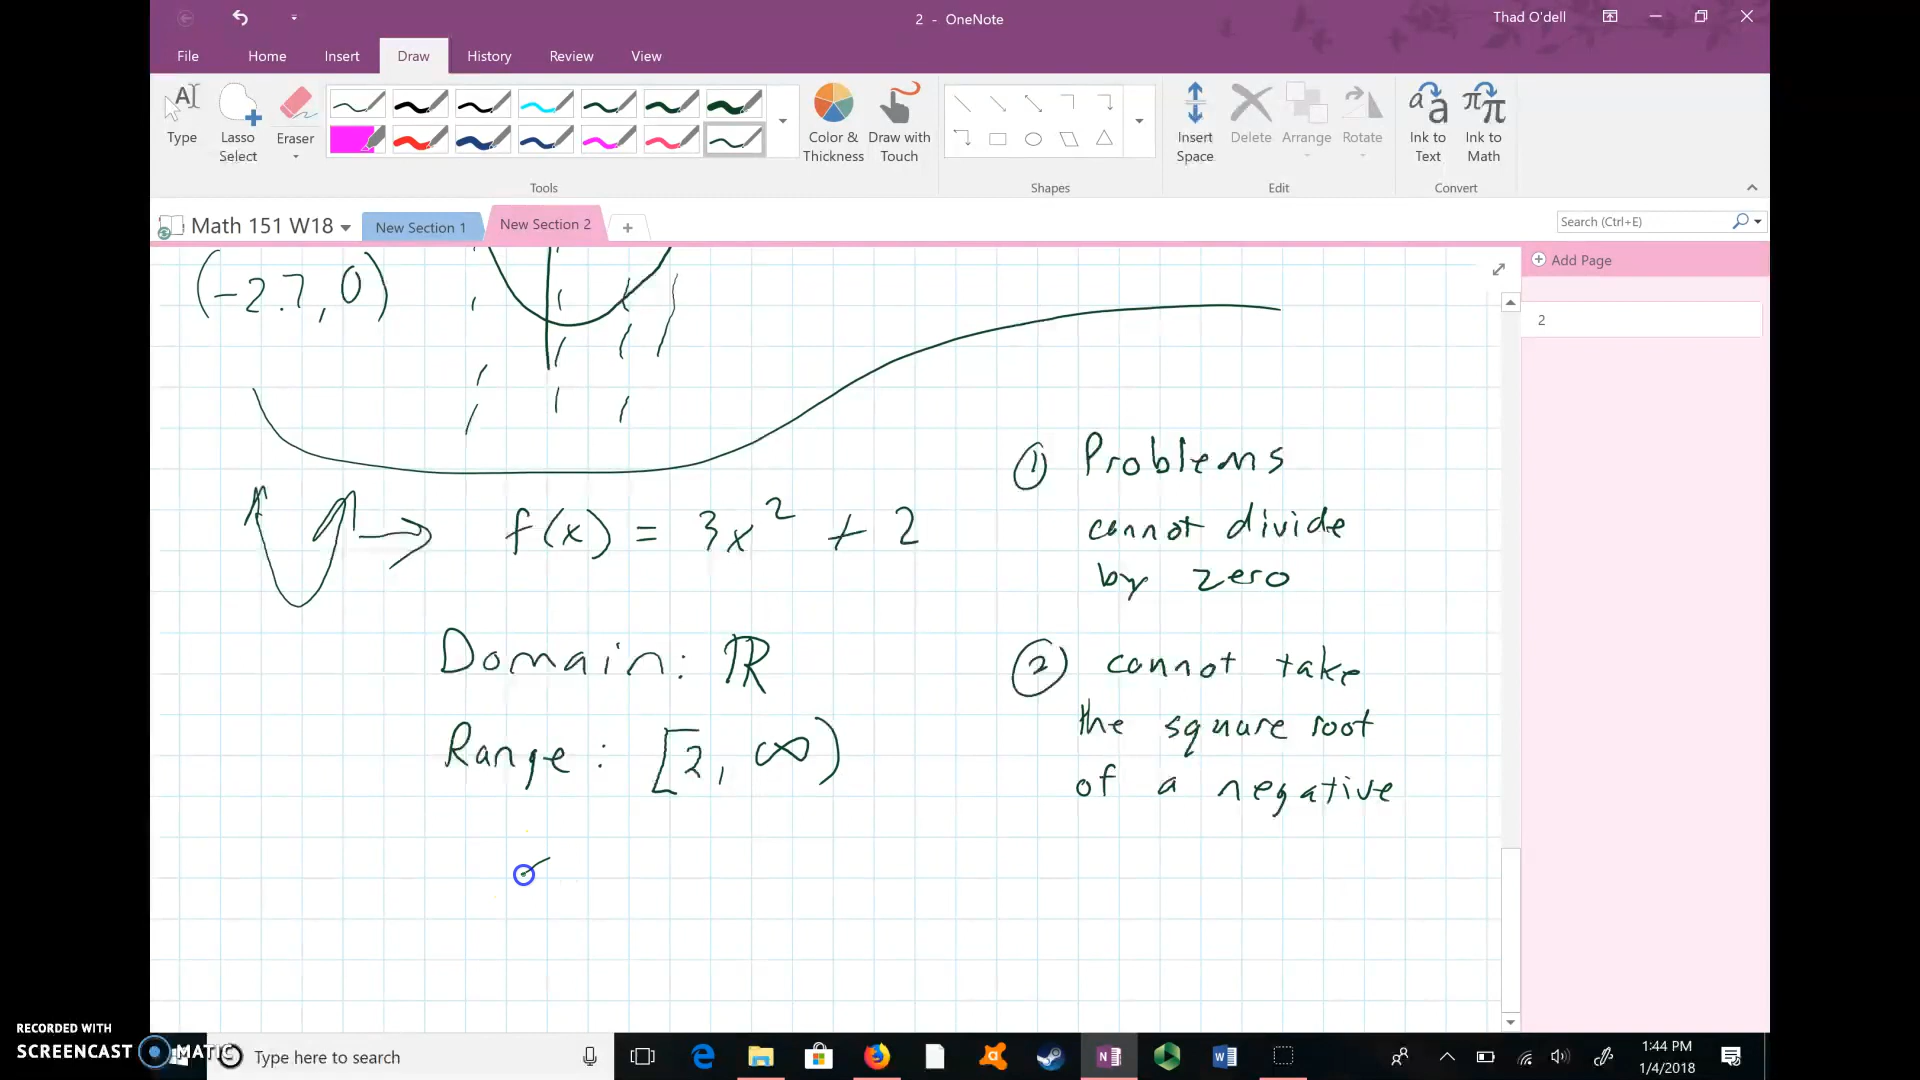 2 - OneNote
Thad O'dell
File Home Insert Draw History Review View
Type
Lasso Select
Eraser
Color & Thickness
Draw with Touch
Insert Space
Delete
Arrange
Rotate
Ink to Text
Ink to Math
Tools
Shapes
Edit
Convert
Math 151 W18
New Section 1
New Section 2
Search (Ctrl+E)
Add Page
2
(-2.7, 0)
f(x) = 3x² + 2
Domain: ℝ
Range: [2, ∞)
① Problems
cannot divide
by zero
② cannot take
the square root
of a negative
RECORDED WITH
SCREENCAST MATIC
Type here to search
1:44 PM
1/4/2018